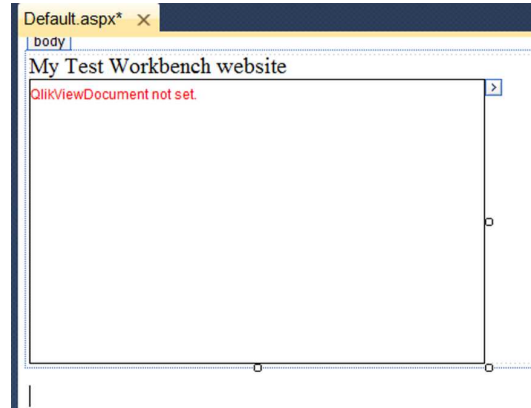 Default.aspx*
body
My Test Workbench website
QlikViewDocument not set.